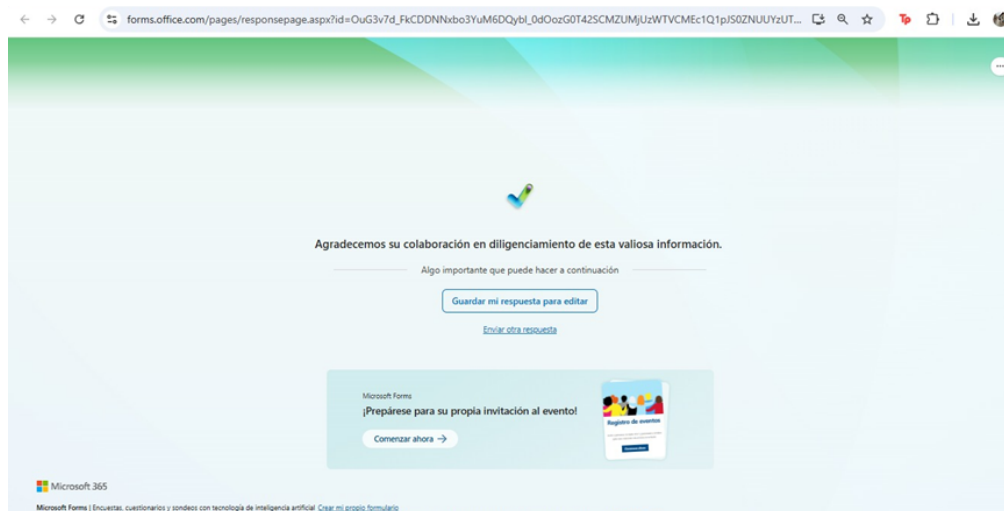 forms.office.com/pages/responsepage.aspx?id=OuG3v7d_FkCDDNNxbo3YuM6DQybl_0dOozG0T42SCMZUMjUzWTVCMEc1Q1pJS0ZNUUYzUT...
Agradecemos su colaboración en diligenciamiento de esta valiosa información.
Algo importante que puede hacer a continuación
Guardar mi respuesta para editar
Enviar otra respuesta
Microsoft Forms
¡Prepárese para su propia invitación al evento!
Comenzar ahora →
Registro de eventos
Microsoft 365
Microsoft Forms | Encuestas, cuestionarios y sondeos con tecnología de inteligencia artificial Crear mi propio formulario